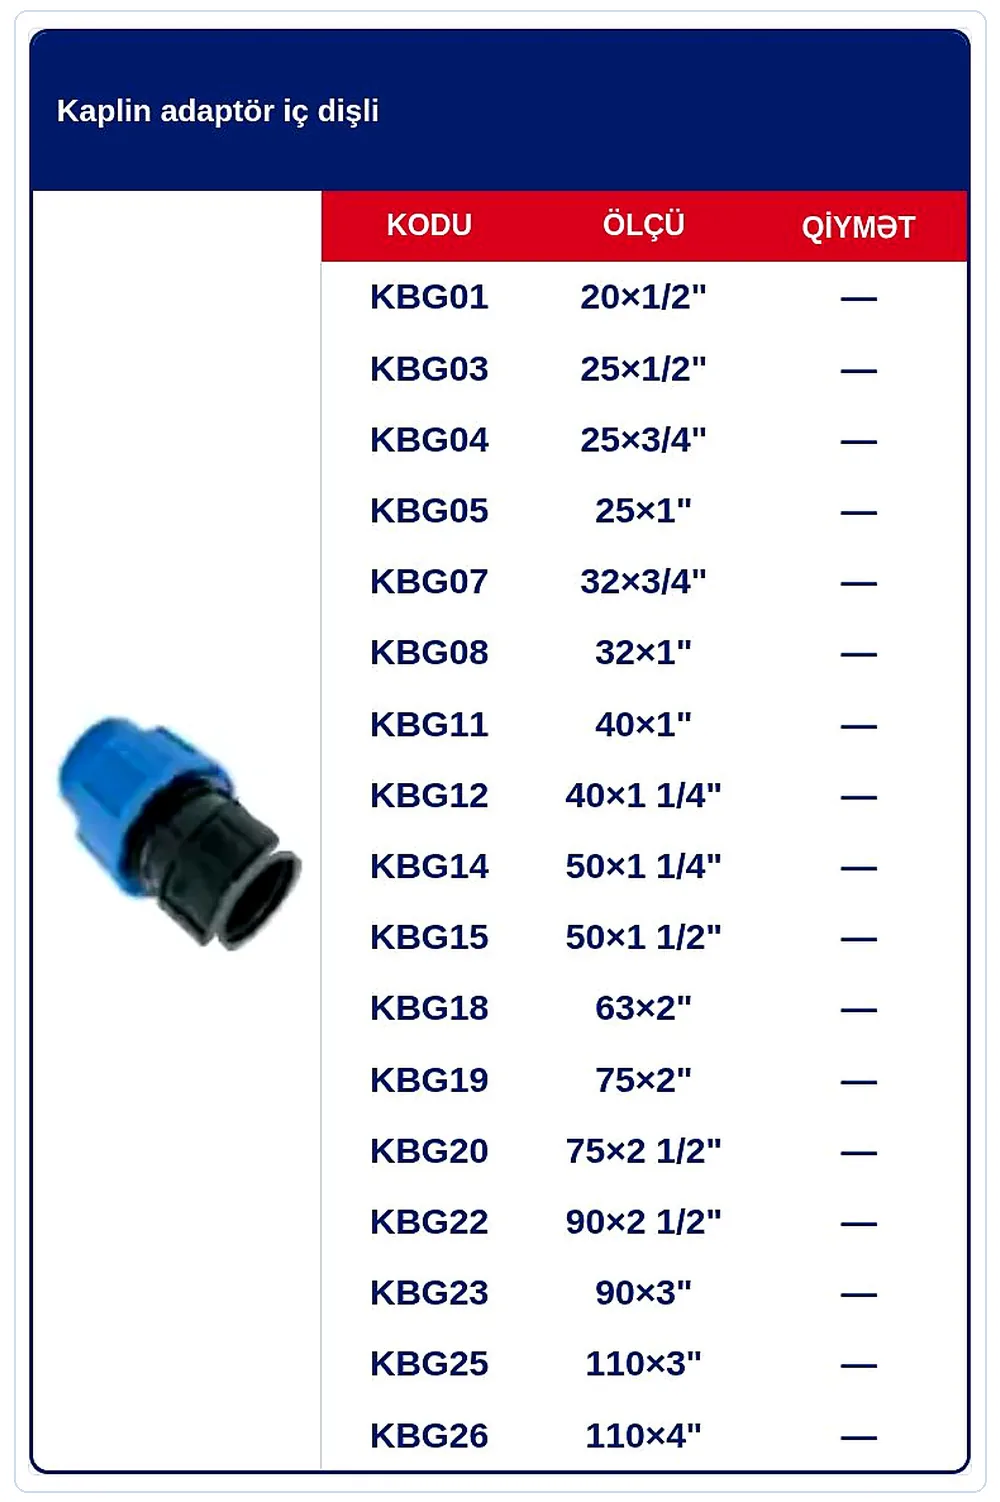 Kaplin adaptör iç dişli
KODU ÖLÇÜ QİYMƏT
KBG01 20×1/2" —
KBG03 25×1/2" —
KBG04 25×3/4" —
KBG05 25×1" —
KBG07 32×3/4" —
KBG08 32×1" —
KBG11 40×1" —
KBG12 40×1 1/4" —
KBG14 50×1 1/4" —
KBG15 50×1 1/2" —
KBG18 63×2" —
KBG19 75×2" —
KBG20 75×2 1/2" —
KBG22 90×2 1/2" —
KBG23 90×3" —
KBG25 110×3" —
KBG26 110×4" —